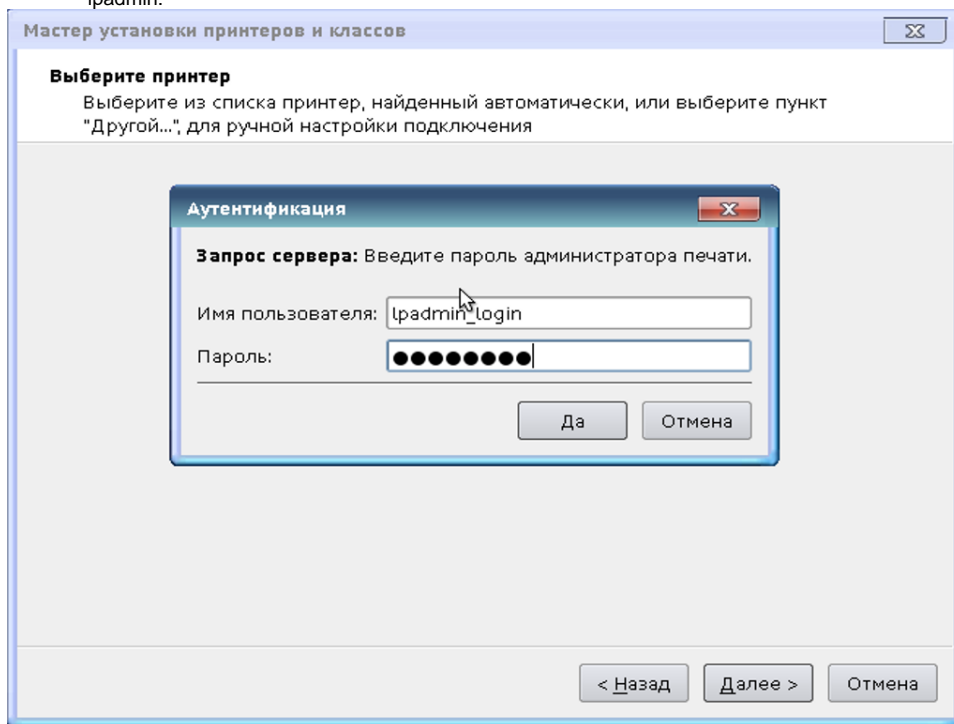 lpadmin.
Мастер установки принтеров и классов
Выберите принтер
Выберите из списка принтер, найденный автоматически, или выберите пункт
"Другой...", для ручной настройки подключения
Аутентификация
Запрос сервера: Введите пароль администратора печати.
Имя пользователя: lpadmin_login
Пароль: ●●●●●●●●
Да Отмена
< Назад Далее > Отмена